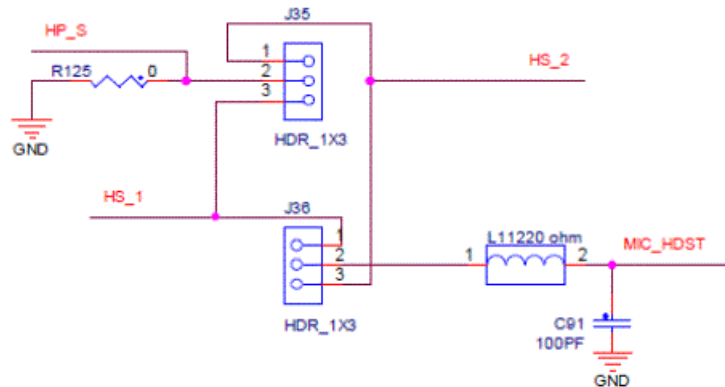 J35
HP_S
R125
0
1
2
3
HS_2
GND
HDR_1X3
HS_1
J36
1
2
3
1
L11220 ohm
2
MIC_HDST
HDR_1X3
C91
100PF
GND